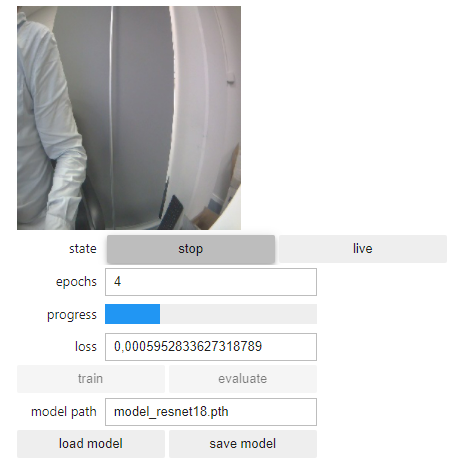 state stop live
epochs 4
progress
loss 0,0005952833627318789
train evaluate
model path model_resnet18.pth
load model save model